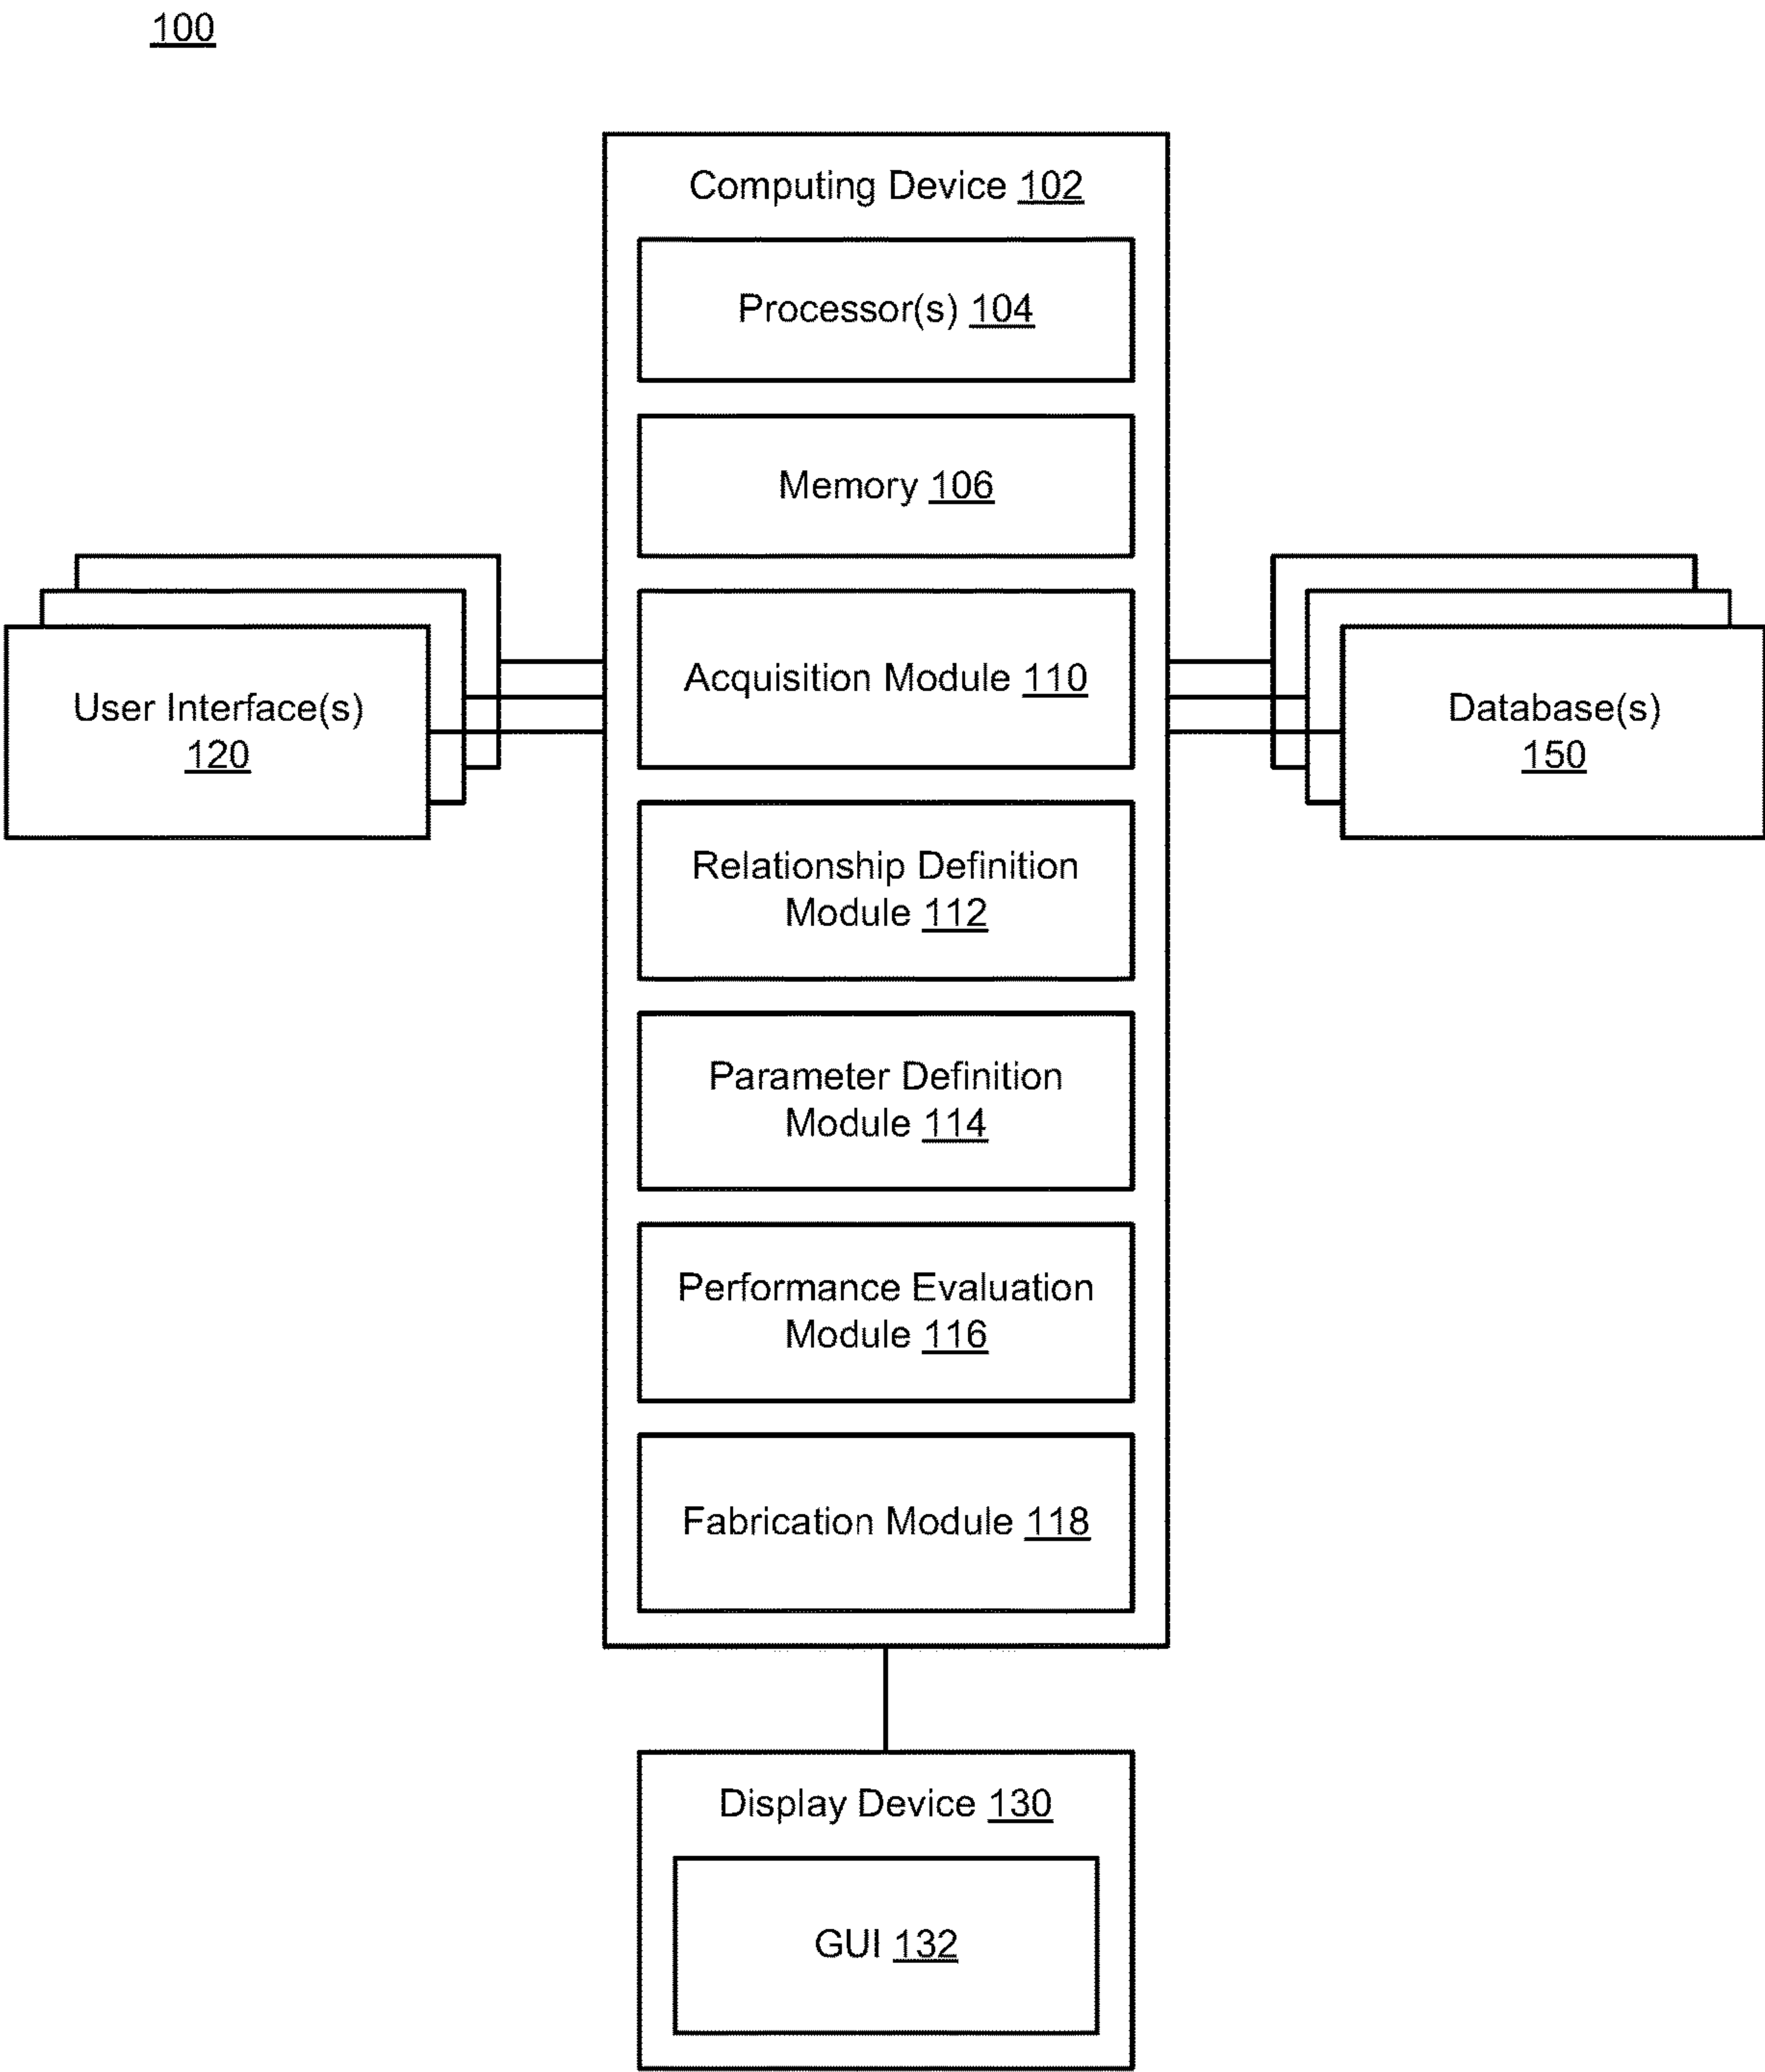 100
Computing Device 102
Processor(s) 104
Memory 106
Acquisition Module 110
User Interface(s)
120
Database(s)
150
Relationship Definition
Module 112
Parameter Definition
Module 114
Performance Evaluation
Module 116
Fabrication Module 118
Display Device 130
GUI 132